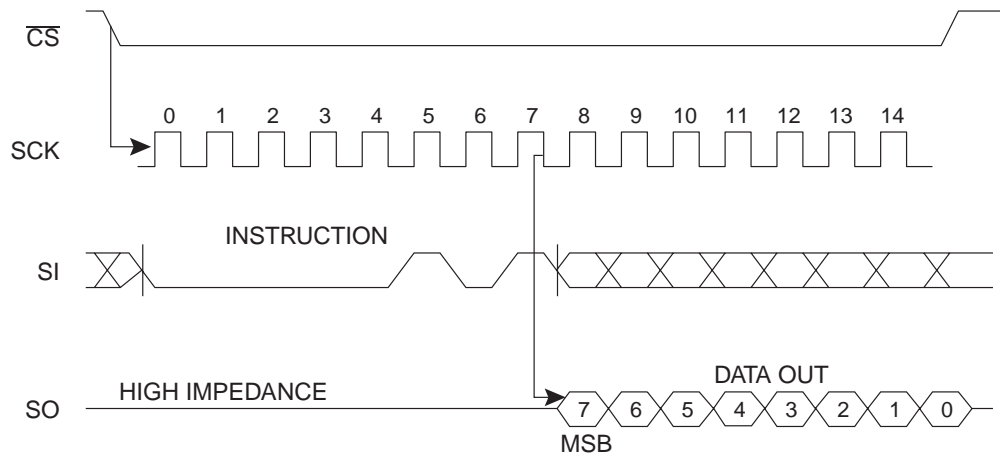 CS
0 1 2 3 4 5 6 7 8 9 10 11 12 13 14
SCK
INSTRUCTION
SI
HIGH IMPEDANCE
DATA OUT
SO
7 6 5 4 3 2 1 0
MSB